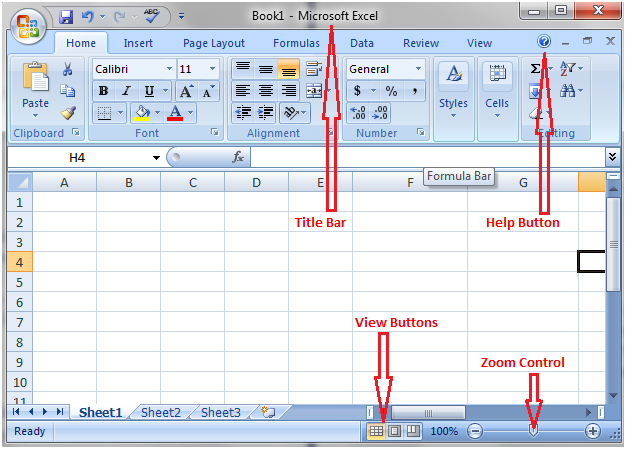 Book1 - Microsoft Excel
Home Insert Page Layout Formulas Data Review View
Paste
Clipboard
Calibri 11
B I U
A A
A
Font
Alignment
General
$ % ,
.0 .00
.00 .0
Number
Styles
Cells
Σ
Editing
H4 fx
Formula Bar
A B C D E F G
1
2 Title Bar Help Button
3
4
5
6
7
8 View Buttons
9
Zoom Control
10
11
Sheet1 Sheet2 Sheet3
Ready 100%